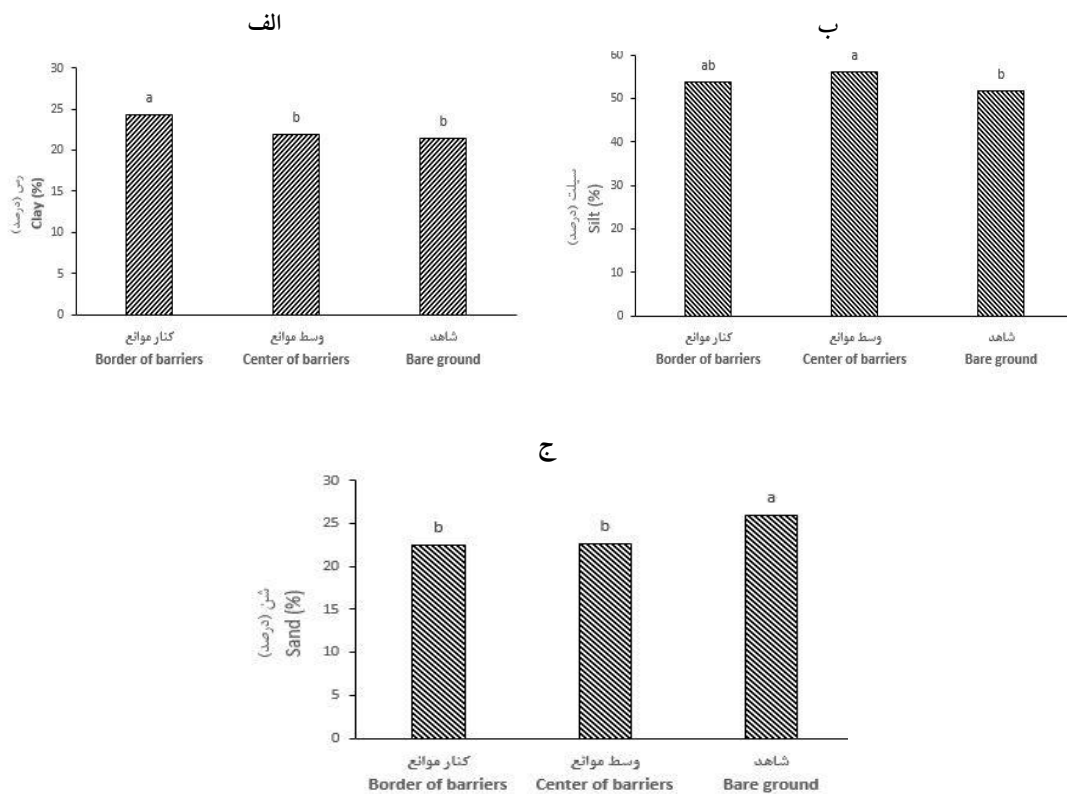 الف
a
b
b
30
25
20
15
10
5
0
رس (درصد)
Clay (%)
کنار موانع
وسط موانع
شاهد
Border of barriers
Center of barriers
Bare ground
ب
ab
a
b
60
50
40
30
20
10
0
سیلت (درصد)
Silt (%)
کنار موانع
وسط موانع
شاهد
Border of barriers
Center of barriers
Bare ground
ج
b
b
a
30
25
20
15
10
5
0
شن (درصد)
Sand (%)
کنار موانع
وسط موانع
شاهد
Border of barriers
Center of barriers
Bare ground